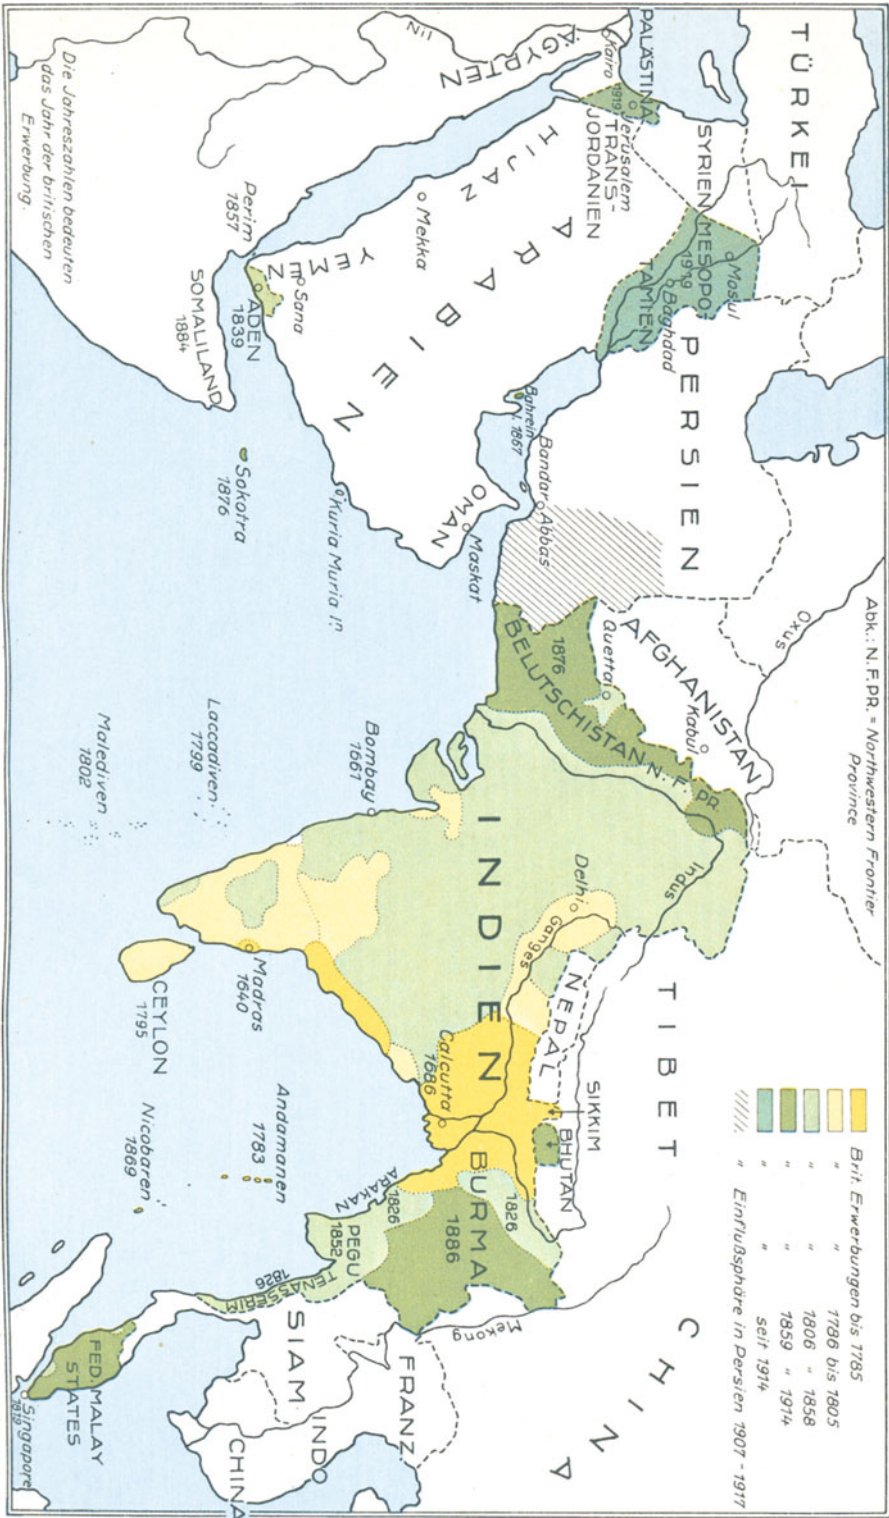 TÜRKEI
PALÄSTINA
Kairo
1919
Jerusalem
TRANS-
JORDANIEN
ÄGYPTEN
Nil
SYRIEN
MESOPO
TAMIEN
1919
Mosul
Baghdad
HIJAN
ARABIEN
Mekka
YEMEN
Sana
ADEN
1839
Perim
1857
SOMALILAND
1884
Die Jahreszahlen bedeuten
das Jahr der britischen
Erwerbung.
PERSIEN
Bahrein
I. 1867
Bandar Abbas
OMAN
Maskat
Kuria Muria Iⁿ
Sokotra
1876
Oxus
Abk.: N. F. PR. = Northwestern Frontier
Province
AFGHANISTAN
Kabul
Quetta
1876
BELUTSCHISTAN
N. F. PR.
Indus
INDIEN
Delhi
Ganges
Bombay
1661
Laccadiven
1799
Malediven
1802
Madras
1640
CEYLON
1795
Calcutta
1686
TIBET
NEPAL
SIKKIM
BHUTAN
CHINA
BURMA
1886
1826
1826
ARAKAN
PEGU
1852
TENASSERIM
1826
Andamanen
1783
Nicobaren
1869
Mekong
SIAM
FRANZ.
INDO
CHINA
FED. MALAY
STATES
Singapore
1819
Brit. Erwerbungen bis 1785
" " 1786 bis 1805
" " 1806 " 1858
" " 1859 " 1914
" " seit 1914
" Einflußsphäre in Persien 1907-1917